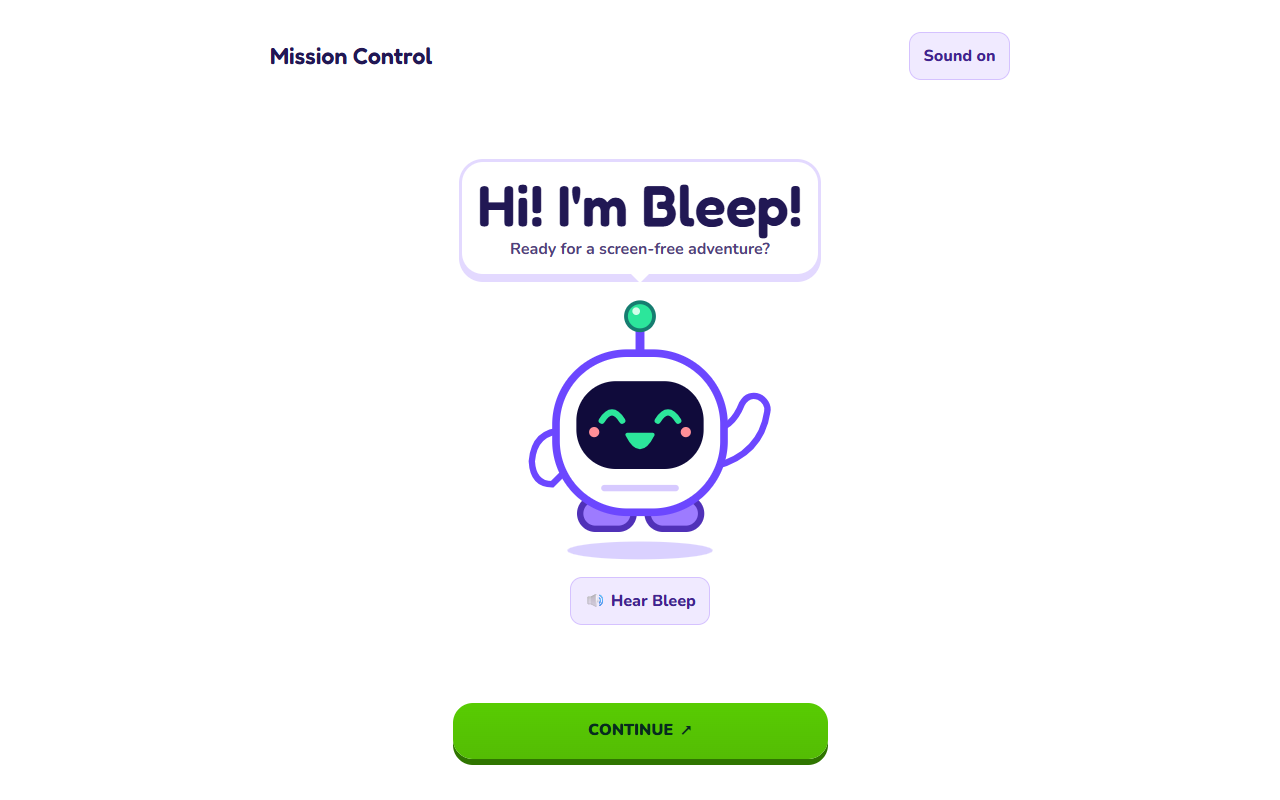 Mission Control
Sound on
Hi! I'm Bleep!
Ready for a screen-free adventure?
🔊 Hear Bleep
CONTINUE ↗